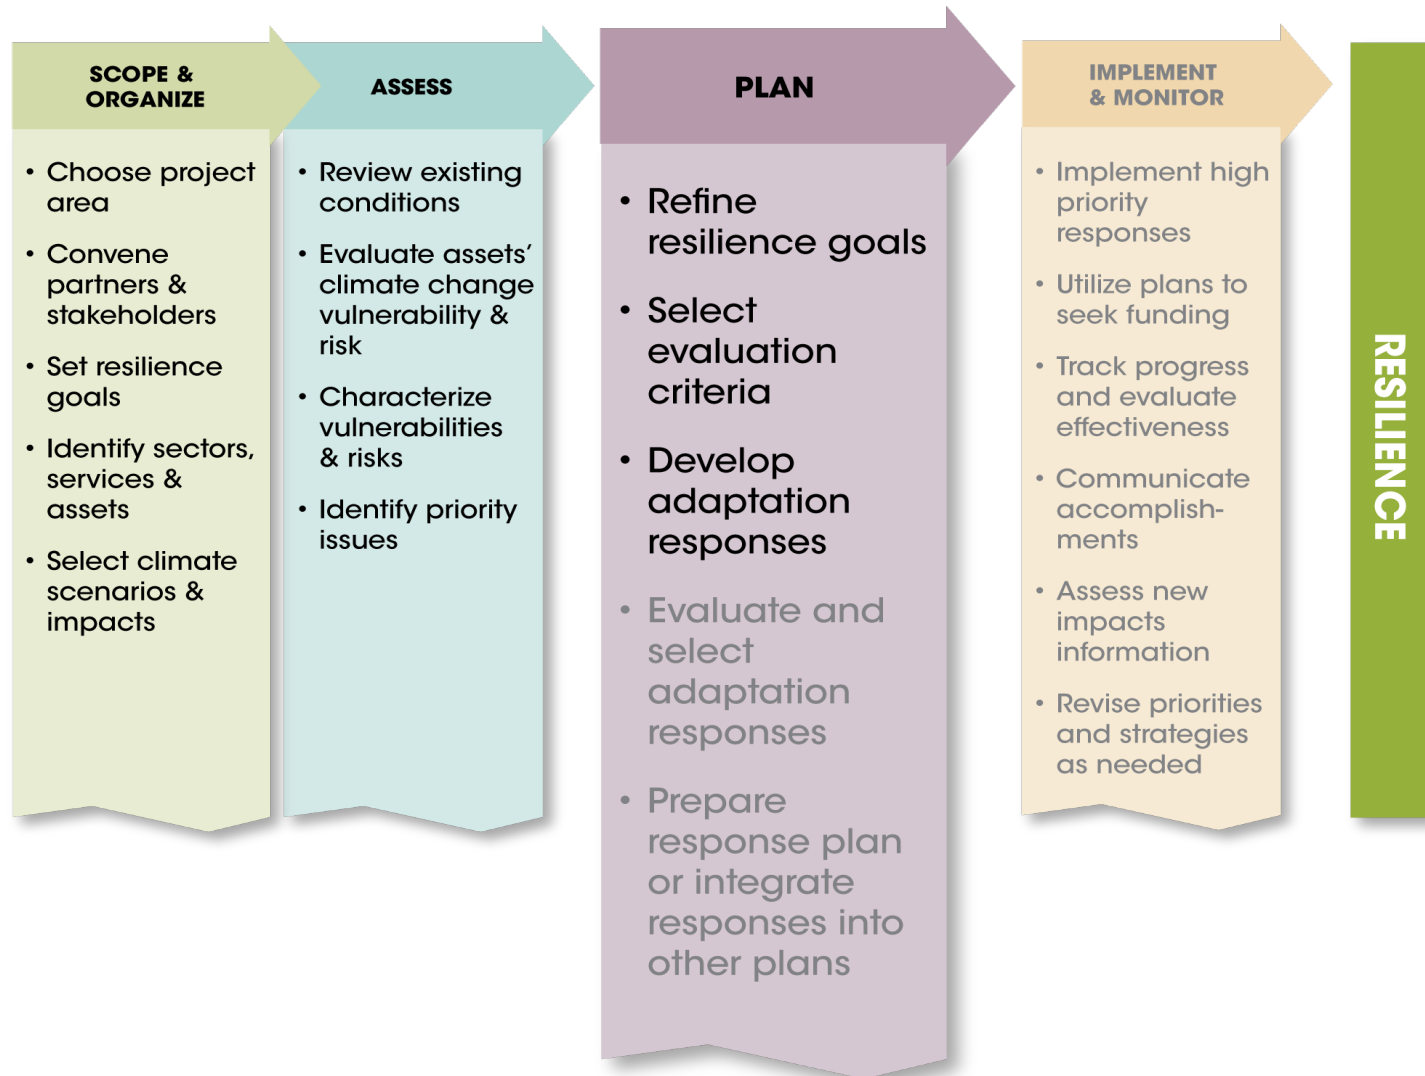 SCOPE &
ORGANIZE
• Choose project
area
• Convene
partners &
stakeholders
• Set resilience
goals
• Identify sectors,
services &
assets
• Select climate
scenarios &
impacts
ASSESS
• Review existing
conditions
• Evaluate assets’
climate change
vulnerability &
risk
• Characterize
vulnerabilities
& risks
• Identify priority
issues
PLAN
• Refine
resilience goals
• Select
evaluation
criteria
• Develop
adaptation
responses
• Evaluate and
select
adaptation
responses
• Prepare
response plan
or integrate
responses into
other plans
IMPLEMENT
& MONITOR
• Implement high
priority
responses
• Utilize plans to
seek funding
• Track progress
and evaluate
effectiveness
• Communicate
accomplish-
ments
• Assess new
impacts
information
• Revise priorities
and strategies
as needed
RESILIENCE